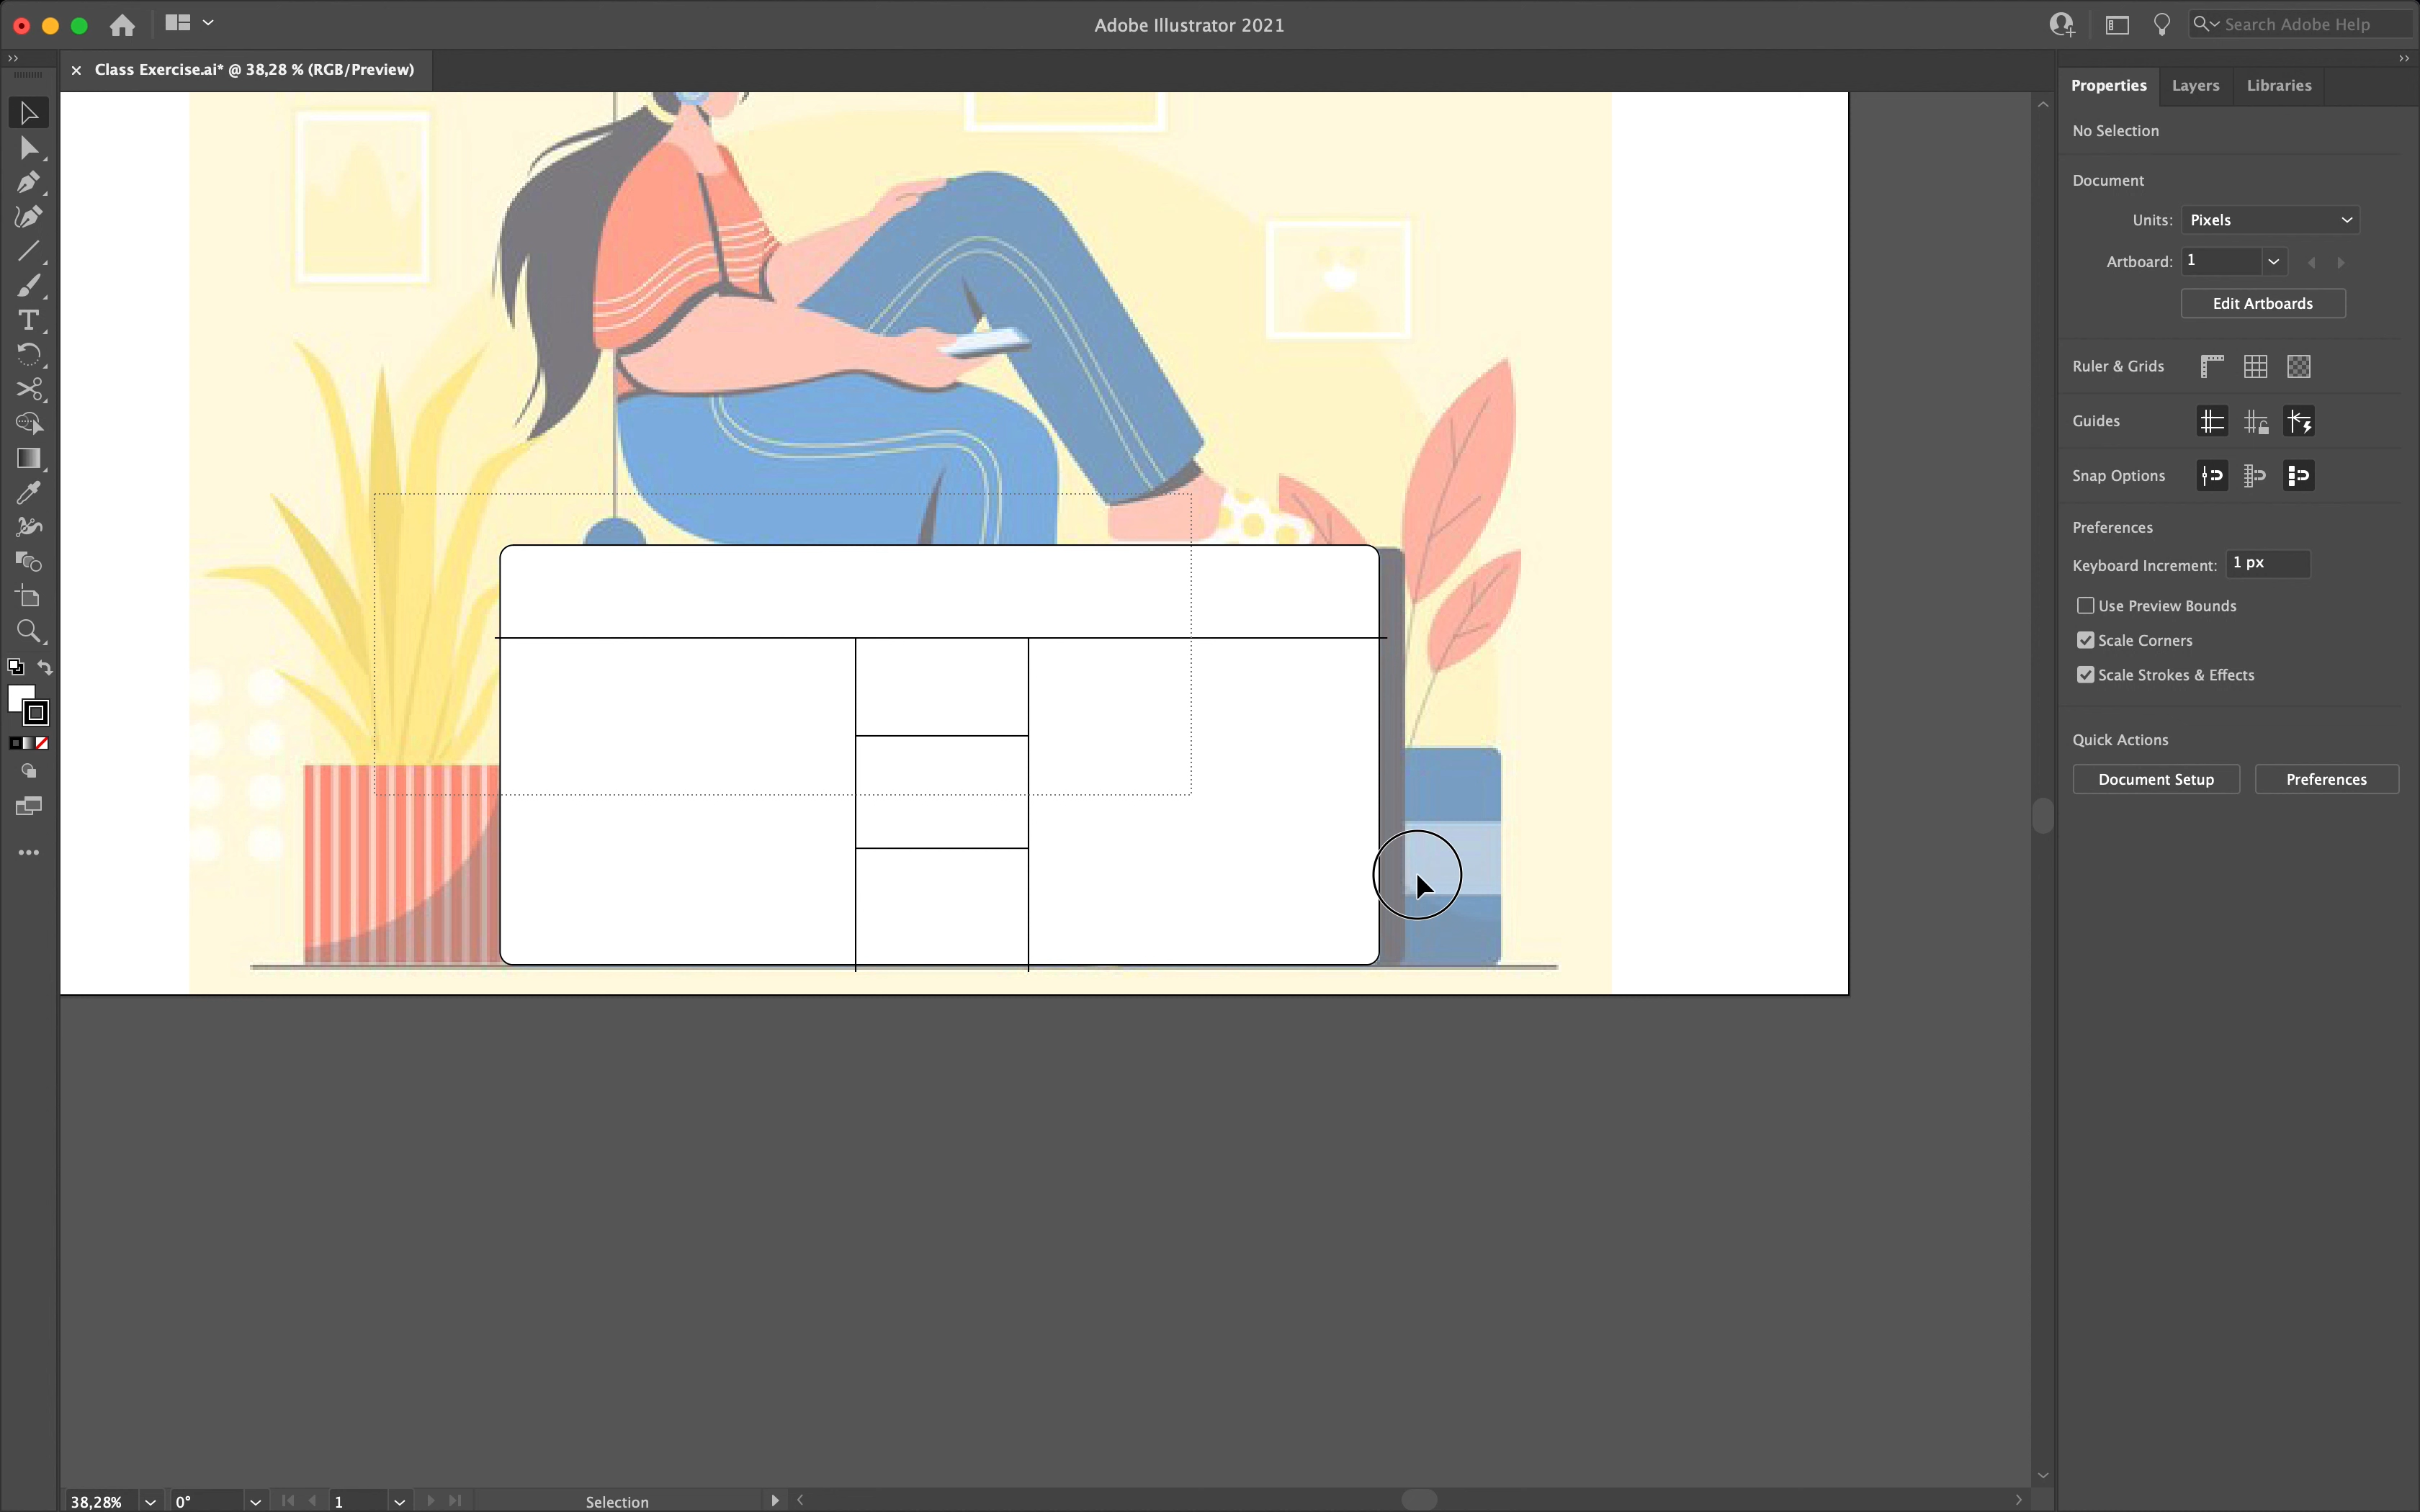 Adobe Illustrator 2021
Search Adobe Help
Class Exercise.ai* @ 38,28 % (RGB/Preview)
Properties Layers Libraries
No Selection
Document
Units: Pixels
Artboard: 1
Edit Artboards
Ruler & Grids
Guides
Snap Options
Preferences
Keyboard Increment: 1 px
Use Preview Bounds
Scale Corners
Scale Strokes & Effects
Quick Actions
Document Setup Preferences
38,28% 0° 1 Selection